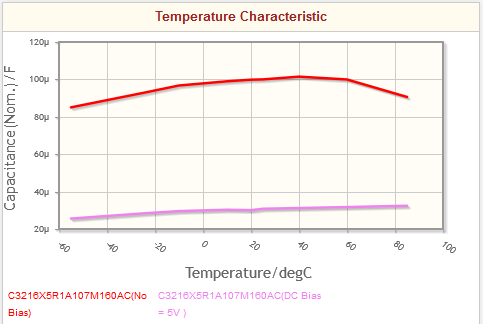 Temperature Characteristic
120µ
100µ
80µ
60µ
40µ
20µ
Capacitance(Nom.)/F
-60
-40
-20
0
20
40
60
80
100
Temperature/degC
C3216X5R1A107M160AC(No
Bias)
C3216X5R1A107M160AC(DC Bias
= 5V )